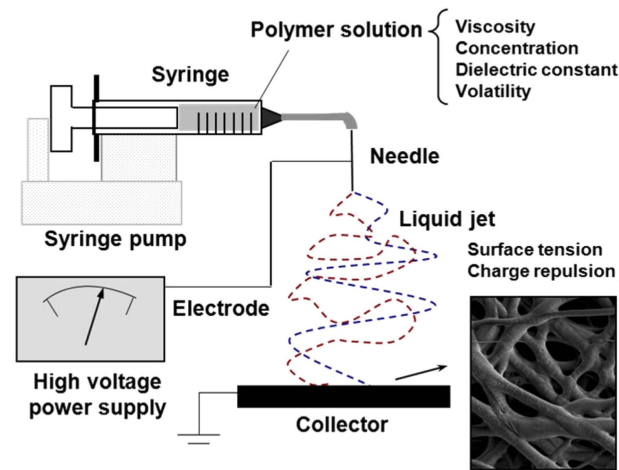 Polymer solution
Viscosity
Concentration
Dielectric constant
Volatility
Syringe
Needle
Liquid jet
Syringe pump
Surface tension
Charge repulsion
Electrode
High voltage
power supply
Collector